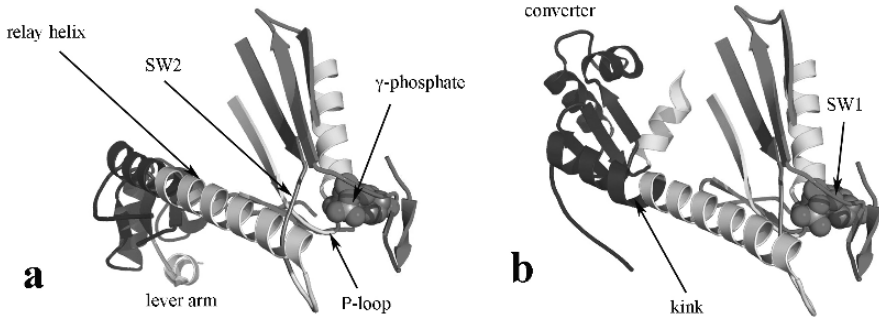 relay helix
SW2
γ-phosphate
a
lever arm
P-loop
converter
SW1
b
kink